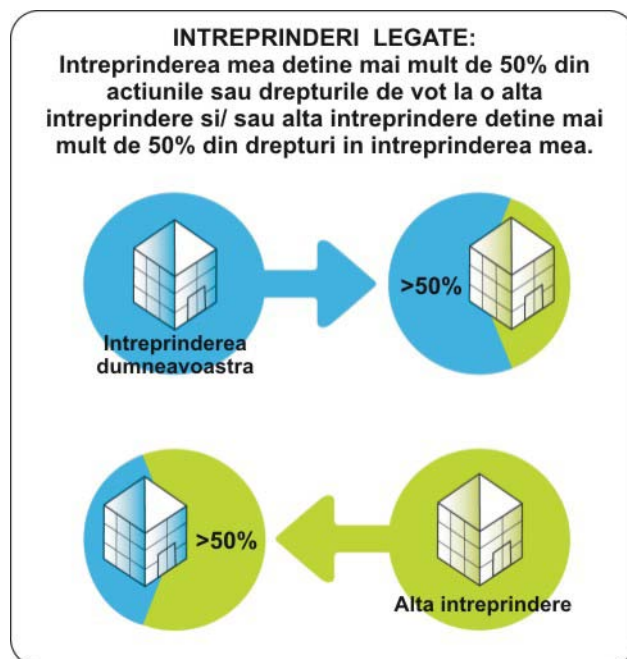 INTREPRINDERI LEGATE:
Intreprinderea mea detine mai mult de 50% din
actiunile sau drepturile de vot la o alta
intreprindere si/ sau alta intreprindere detine mai
mult de 50% din drepturi in intreprinderea mea.
>50%
Intreprinderea
dumneavoastra
>50%
Alta intreprindere